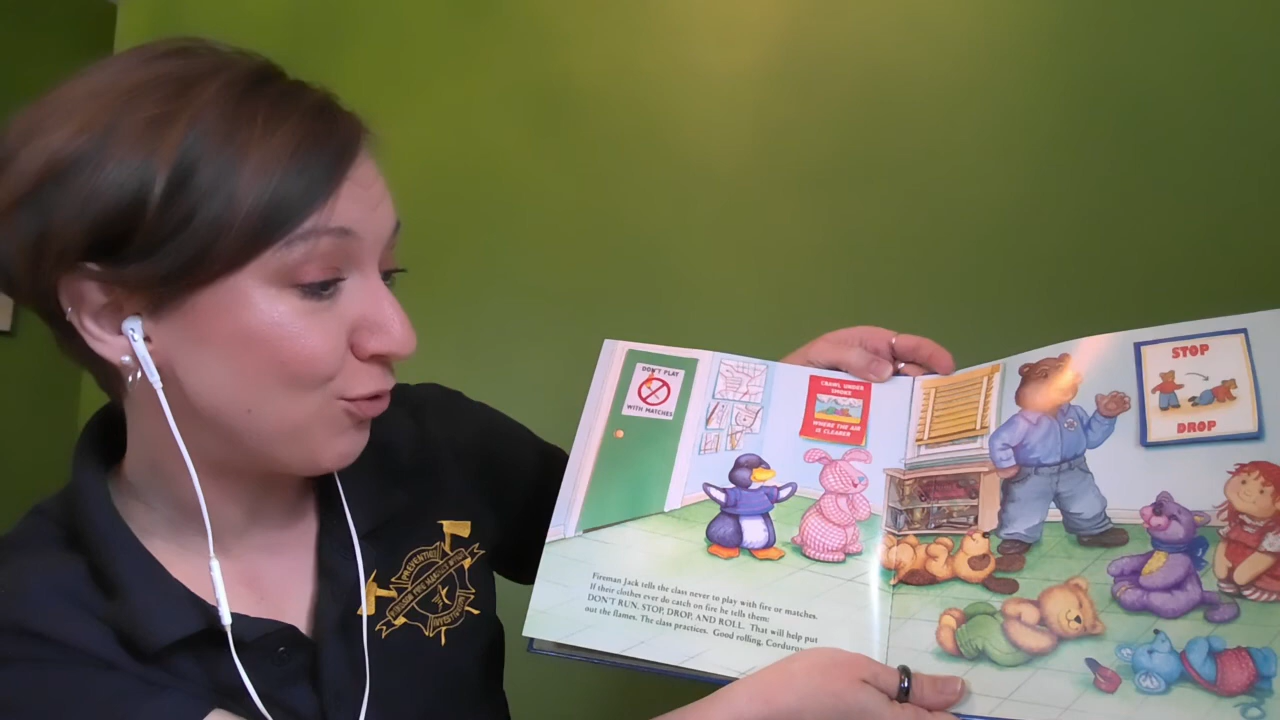 DON'T PLAY
WITH MATCHES
CRAWL UNDER
SMOKE
WHERE THE AIR
IS CLEARER
STOP
DROP
Fireman Jack tells the class never to play with fire or matches.
If their clothes ever do catch on fire he tells them:
DON'T RUN. STOP, DROP, AND ROLL. That will help put
out the flames. The class practices. Good rolling,
PREVENTION